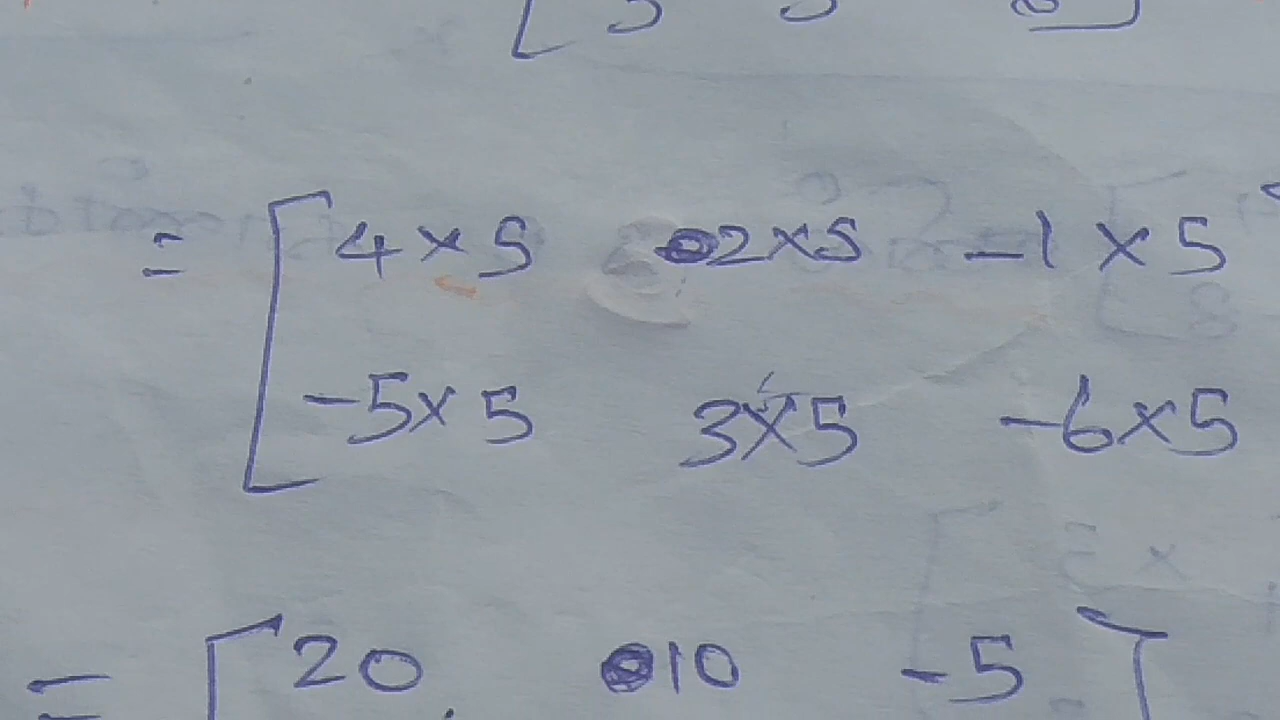 = [ 4 × 5 2 × 5 -1 × 5
-5 × 5 3 × 5 -6 × 5
= [ 20 10 -5 ]